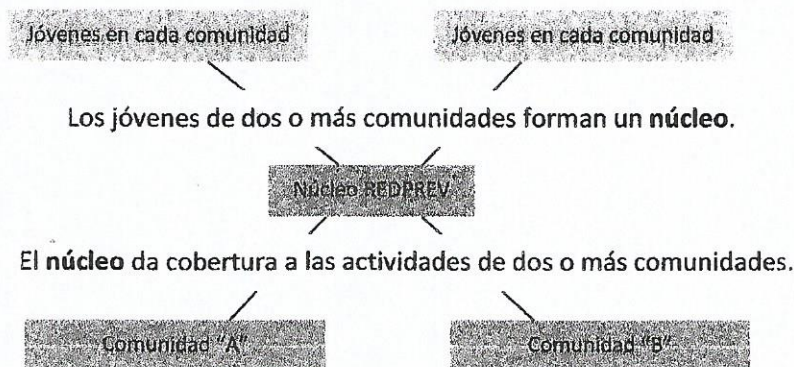 Jóvenes en cada comunidad Jóvenes en cada comunidad
Los jóvenes de dos o más comunidades forman un núcleo.
Núcleo REDPREV
El núcleo da cobertura a las actividades de dos o más comunidades.
Comunidad "A" Comunidad "B"